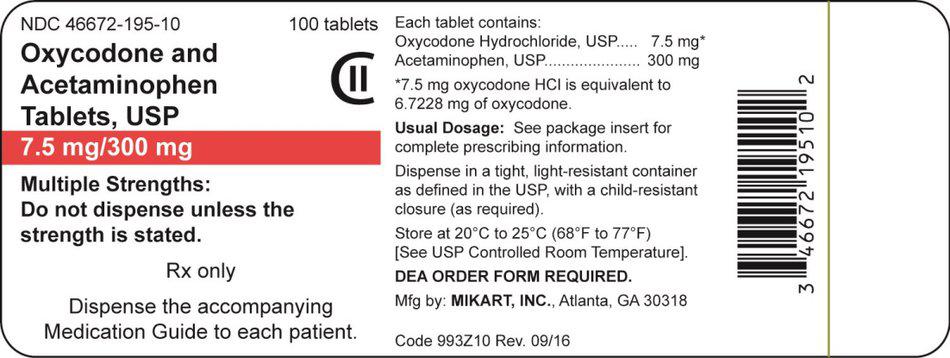 NDC 46672-195-10 100 tablets
Oxycodone and
Acetaminophen
Tablets, USP
CII
7.5 mg/300 mg
Multiple Strengths:
Do not dispense unless the
strength is stated.
Rx only
Dispense the accompanying
Medication Guide to each patient.
Each tablet contains:
Oxycodone Hydrochloride, USP..... 7.5 mg*
Acetaminophen, USP...................... 300 mg
*7.5 mg oxycodone HCl is equivalent to
6.7228 mg of oxycodone.
Usual Dosage: See package insert for
complete prescribing information.
Dispense in a tight, light-resistant container
as defined in the USP, with a child-resistant
closure (as required).
Store at 20°C to 25°C (68°F to 77°F)
[See USP Controlled Room Temperature].
DEA ORDER FORM REQUIRED.
Mfg by: MIKART, INC., Atlanta, GA 30318
Code 993Z10 Rev. 09/16
3 46672 19510 2